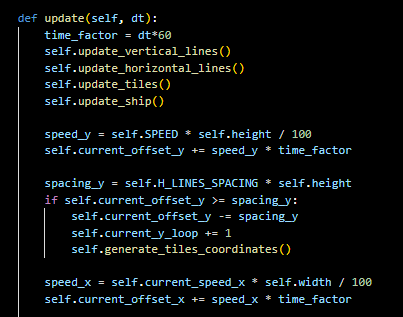 def update(self, dt):
    time_factor = dt*60
    self.update_vertical_lines()
    self.update_horizontal_lines()
    self.update_tiles()
    self.update_ship()

    speed_y = self.SPEED * self.height / 100
    self.current_offset_y += speed_y * time_factor

    spacing_y = self.H_LINES_SPACING * self.height
    if self.current_offset_y >= spacing_y:
        self.current_offset_y -= spacing_y
        self.current_y_loop += 1
        self.generate_tiles_coordinates()

    speed_x = self.current_speed_x * self.width / 100
    self.current_offset_x += speed_x * time_factor